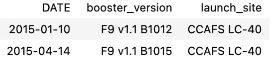 DATE booster_version launch_site
2015-01-10 F9 v1.1 B1012 CCAFS LC-40
2015-04-14 F9 v1.1 B1015 CCAFS LC-40